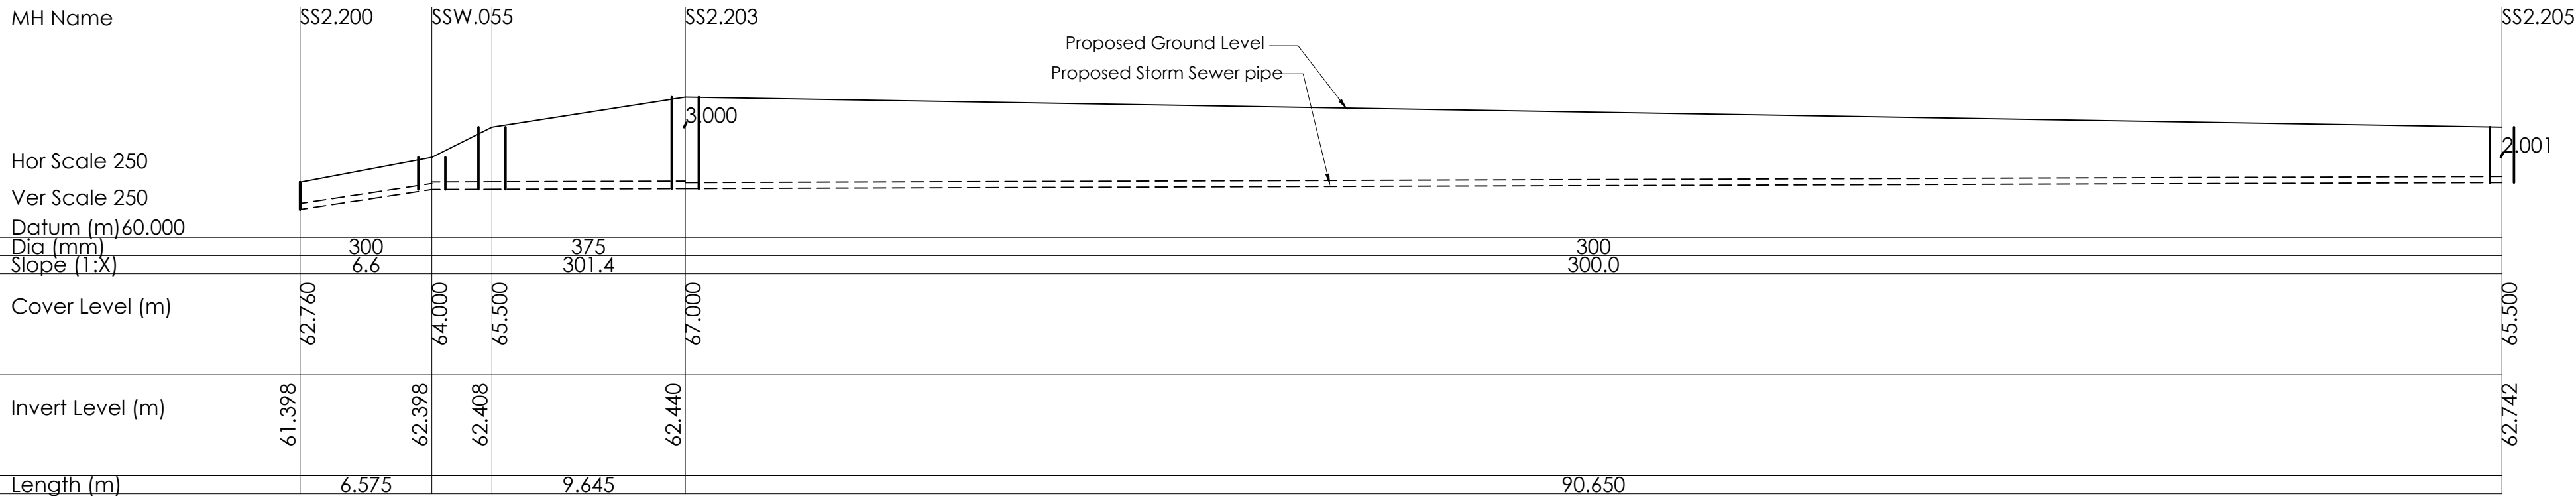 MH Name SS2.200 SSW.055 SS2.203 SS2.205
Proposed Ground Level
Proposed Storm Sewer pipe
3.000
2.001
Hor Scale 250
Ver Scale 250
Datum (m)60.000
Dia (mm) 300 375 300
Slope (1:X) 6.6 301.4 300.0
Cover Level (m) 62.760 64.000 65.500 67.000 65.500
Invert Level (m) 61.398 62.398 62.408 62.440 62.742
Length (m) 6.575 9.645 90.650